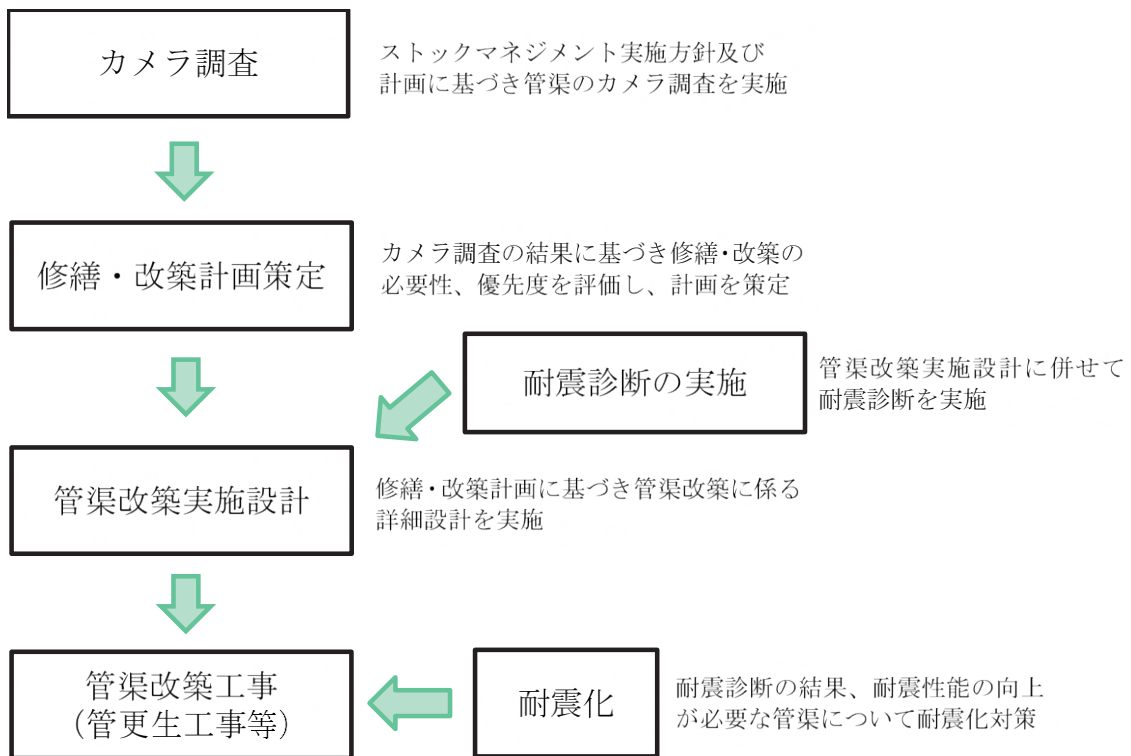 カメラ調査
ストックマネジメント実施方針及び
計画に基づき管渠のカメラ調査を実施
修繕・改築計画策定
カメラ調査の結果に基づき修繕・改築の
必要性、優先度を評価し、計画を策定
耐震診断の実施
管渠改築実施設計に併せて
耐震診断を実施
管渠改築実施設計
修繕・改築計画に基づき管渠改築に係る
詳細設計を実施
管渠改築工事
（管更生工事等）
耐震化
耐震診断の結果、耐震性能の向上
が必要な管渠について耐震化対策